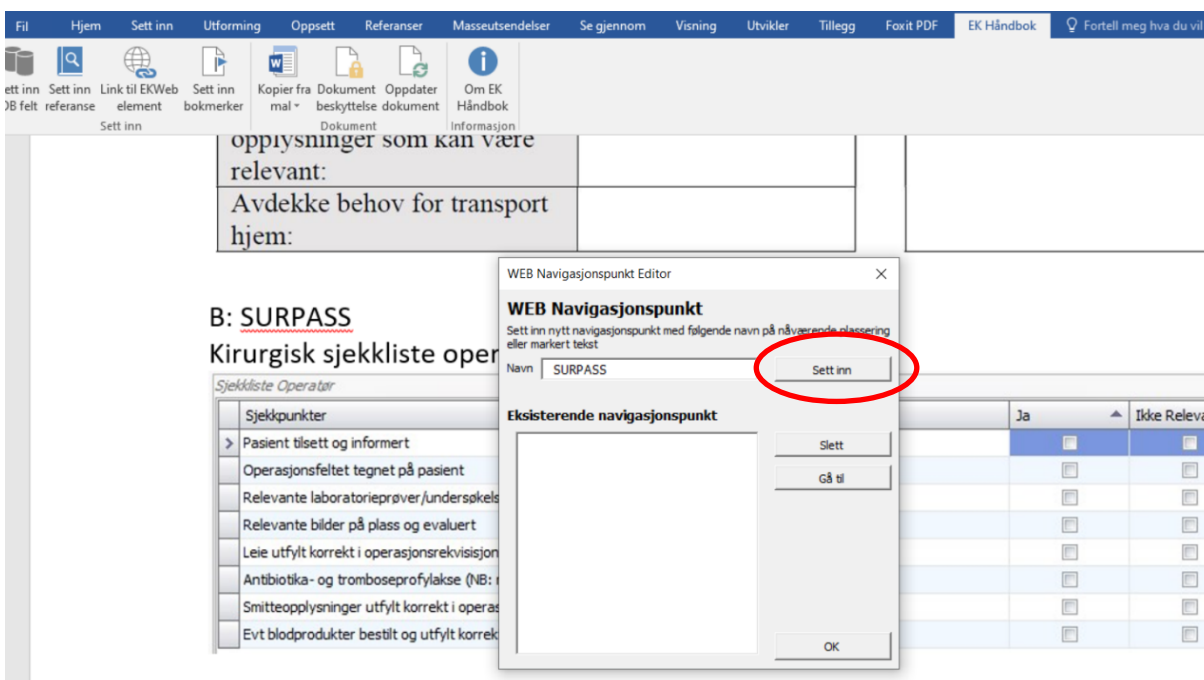 Fil Hjem Sett inn Utforming Oppsett Referanser Masseutsendelser Se gjennom Visning Utvikler Tillegg Foxit PDF EK Håndbok Fortell meg hva du vil
ett inn Sett inn Link til EKWeb Sett inn Kopier fra Dokument Oppdater Om EK
DB felt referanse element bokmerker mal beskyttelse dokument Håndbok
Sett inn Dokument Informasjon
opplysninger som kan være
relevant:
Avdekke behov for transport
hjem:
B: SURPASS
Kirurgisk sjekkliste oper
Sjekkliste Operatør
Sjekkpunkter Ja Ikke Releva
Pasient tilsett og informert
Operasjonsfeltet tegnet på pasient
Relevante laboratorieprøver/undersøkels
Relevante bilder på plass og evaluert
Leie utfylt korrekt i operasjonsrekvisisjon
Antibiotika- og tromboseprofylakse (NB:
Smitteopplysninger utfylt korrekt i operas
Evt blodprodukter bestilt og utfylt korrek
WEB Navigasjonspunkt Editor
WEB Navigasjonspunkt
Sett inn nytt navigasjonspunkt med følgende navn på nåværende plassering
eller markert tekst
Navn SURPASS Sett inn
Eksisterende navigasjonspunkt
Slett
Gå til
OK